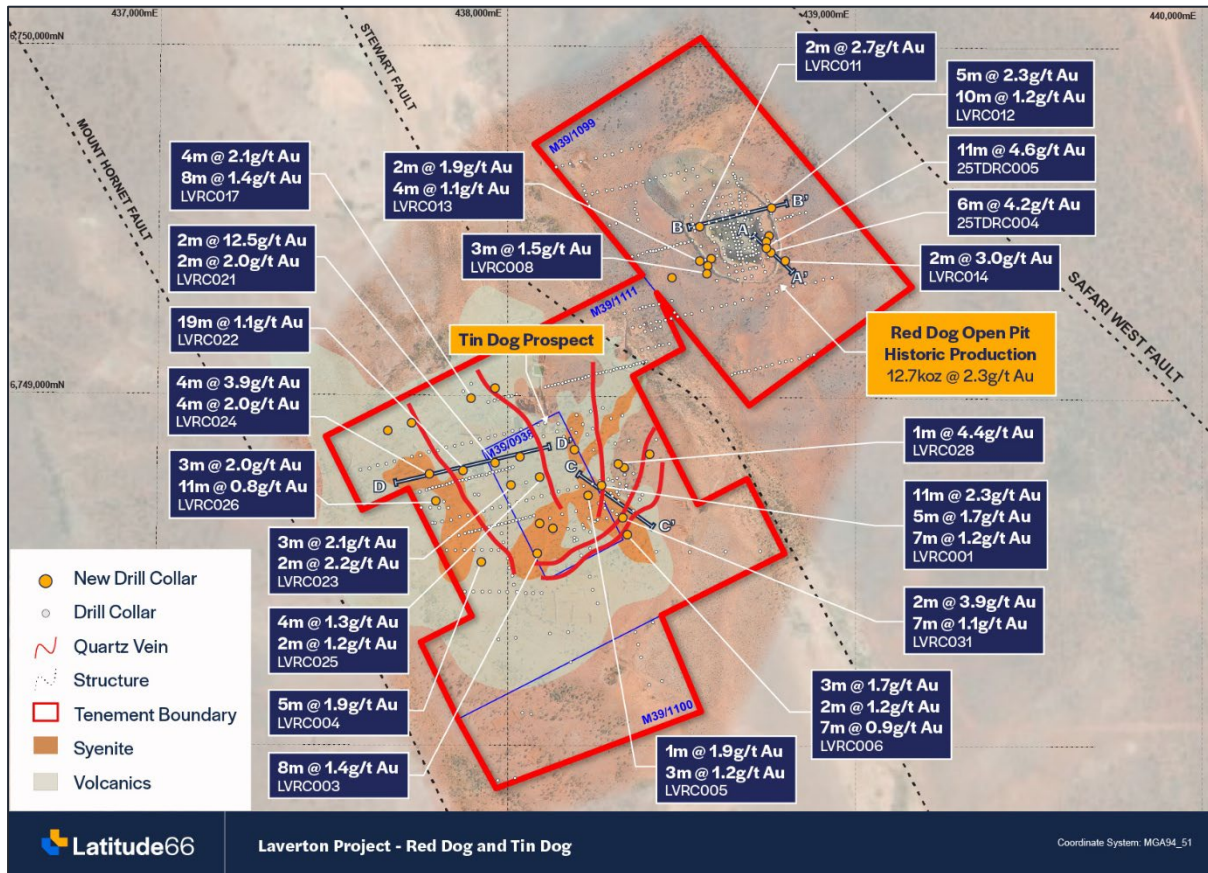 437,000mE
438,000mE
439,000mE
440,000mE
6,750,000mN
6,749,000mN
STEWART FAULT
MOUNT HORNET FAULT
SAFARI WEST FAULT
M39/1099
M39/1111
M39/0938
M39/1100
2m @ 2.7g/t Au
LVRC011
5m @ 2.3g/t Au
10m @ 1.2g/t Au
LVRC012
11m @ 4.6g/t Au
25TDRC005
6m @ 4.2g/t Au
25TDRC004
2m @ 3.0g/t Au
LVRC014
4m @ 2.1g/t Au
8m @ 1.4g/t Au
LVRC017
2m @ 1.9g/t Au
4m @ 1.1g/t Au
LVRC013
3m @ 1.5g/t Au
LVRC008
2m @ 12.5g/t Au
2m @ 2.0g/t Au
LVRC021
19m @ 1.1g/t Au
LVRC022
4m @ 3.9g/t Au
4m @ 2.0g/t Au
LVRC024
3m @ 2.0g/t Au
11m @ 0.8g/t Au
LVRC026
B
B'
A
A'
Tin Dog Prospect
Red Dog Open Pit
Historic Production
12.7koz @ 2.3g/t Au
D
D'
C
C'
1m @ 4.4g/t Au
LVRC028
11m @ 2.3g/t Au
5m @ 1.7g/t Au
7m @ 1.2g/t Au
LVRC001
2m @ 3.9g/t Au
7m @ 1.1g/t Au
LVRC031
3m @ 1.7g/t Au
2m @ 1.2g/t Au
7m @ 0.9g/t Au
LVRC006
1m @ 1.9g/t Au
3m @ 1.2g/t Au
LVRC005
3m @ 2.1g/t Au
2m @ 2.2g/t Au
LVRC023
4m @ 1.3g/t Au
2m @ 1.2g/t Au
LVRC025
5m @ 1.9g/t Au
LVRC004
8m @ 1.4g/t Au
LVRC003
New Drill Collar
Drill Collar
Quartz Vein
Structure
Tenement Boundary
Syenite
Volcanics
Latitude66
Laverton Project - Red Dog and Tin Dog
Coordinate System: MGA94_51